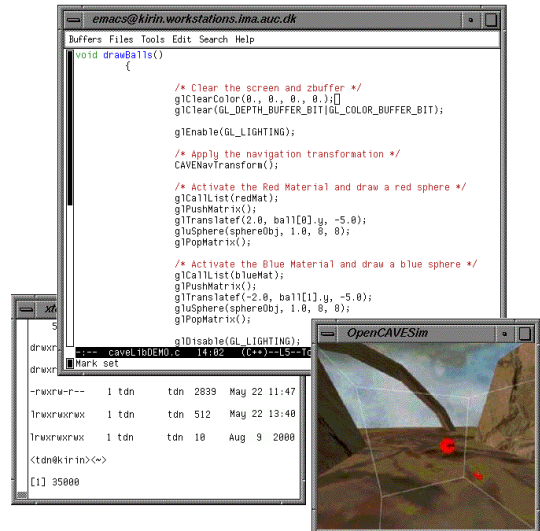 emacs@kirin.workstations.ima.auc.dk
Buffers Files Tools Edit Search Help
void drawBalls()
{
/* Clear the screen and zbuffer */
glClearColor(0., 0., 0., 0.);
glClear(GL_DEPTH_BUFFER_BIT|GL_COLOR_BUFFER_BIT);
glEnable(GL_LIGHTING);
/* Apply the navigation transformation */
CAVENavTransform();
/* Activate the Red Material and draw a red sphere */
glCallList(redMat);
glPushMatrix();
glTranslatef(2.0, ball[0].y, -5.0);
gluSphere(sphereObj, 1.0, 8, 8);
glPopMatrix();
/* Activate the Blue Material and draw a blue sphere */
glCallList(blueMat);
glPushMatrix();
glTranslatef(-2.0, ball[1].y, -5.0);
gluSphere(sphereObj, 1.0, 8, 8);
glPopMatrix();
glDisable(GL_LIGHTING);
-:-- caveLibDEMO.c 14:02 (C++)--L5--To
Mark set
5
drwxr
drwxr
-rwxrw-r-- 1 tdn tdn 2839 May 22 11:47
lrwxrwxrwx 1 tdn tdn 512 May 22 13:40
lrwxrwxrwx 1 tdn tdn 10 Aug 9 2000
<tdn@kirin><~>
[1] 35000
OpenCAVESim